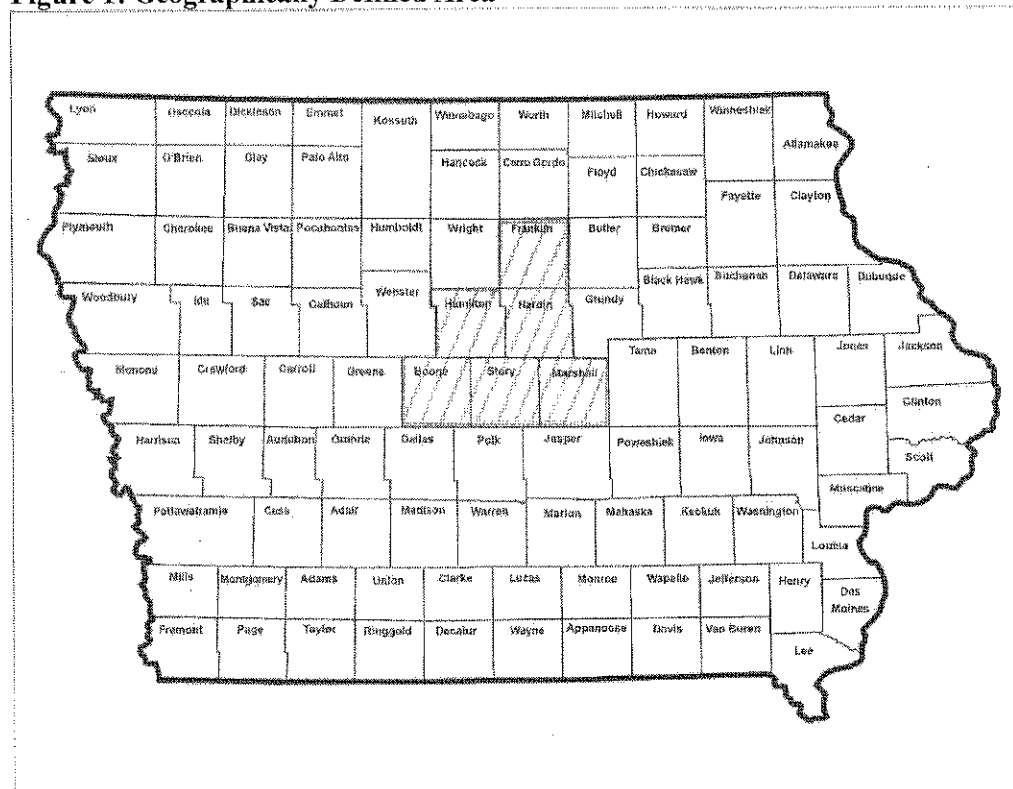 Figure 1: Geographically Defined Area
Lyon Osceola Dickinson Emmet Kossuth Winnebago Worth Mitchell Howard Winneshiek Allamakee
Sioux O'Brien Clay Palo Alto Hancock Cerro Gordo Floyd Chickasaw Fayette Clayton
Plymouth Cherokee Buena Vista Pocahontas Humboldt Wright Franklin Butler Bremer
Woodbury Ida Sac Calhoun Webster Hamilton Hardin Grundy Black Hawk Buchanan Delaware Dubuque
Monona Crawford Carroll Greene Boone Story Marshall Tama Benton Linn Jones Jackson
Clinton
Cedar
Harrison Shelby Audubon Guthrie Dallas Polk Jasper Poweshiek Iowa Johnson Scott
Muscatine
Pottawattamie Cass Adair Madison Warren Marion Mahaska Keokuk Washington
Louisa
Mills Montgomery Adams Union Clarke Lucas Monroe Wapello Jefferson Henry Des
Moines
Fremont Page Taylor Ringgold Decatur Wayne Appanoose Davis Van Buren Lee